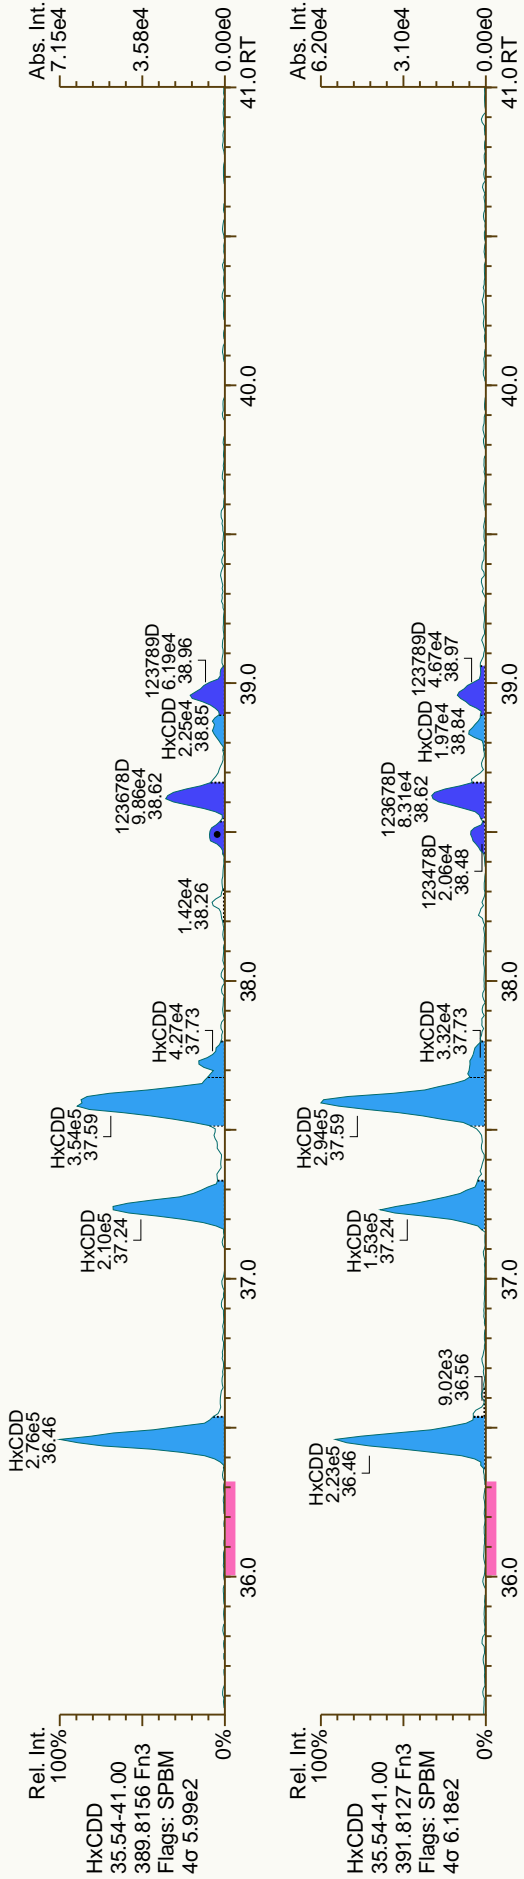 HxCDD
35.54-41.00
389.8156 Fn3
Flags: SPBM
4σ 5.99e2
Rel. Int.
100%
0%
Abs. Int.
7.15e4
3.58e4
0.00e0
HxCDD
2.76e5
36.46
HxCDD
2.10e5
37.24
HxCDD
3.54e5
37.59
HxCDD
4.27e4
37.73
1.42e4
38.26
123678D
9.86e4
38.62
HxCDD
2.25e4
38.85
123789D
6.19e4
38.96
36.0
37.0
38.0
39.0
40.0
41.0RT
HxCDD
35.54-41.00
391.8127 Fn3
Flags: SPBM
4σ 6.18e2
Rel. Int.
100%
0%
Abs. Int.
6.20e4
3.10e4
0.00e0
HxCDD
2.23e5
36.46
9.02e3
36.56
HxCDD
1.53e5
37.24
HxCDD
2.94e5
37.59
HxCDD
3.32e4
37.73
123478D
2.06e4
38.48
123678D
8.31e4
38.62
HxCDD
1.97e4
38.84
123789D
4.67e4
38.97
36.0
37.0
38.0
39.0
40.0
41.0RT